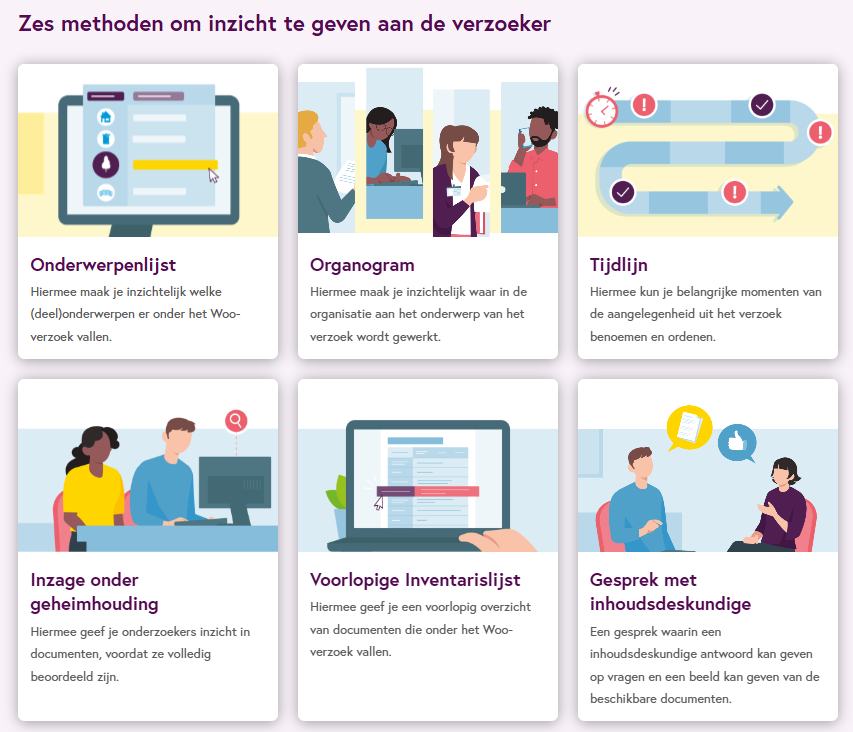 Zes methoden om inzicht te geven aan de verzoeker
Onderwerpenlijst
Hiermee maak je inzichtelijk welke
(deel)onderwerpen er onder het Woo-
verzoek vallen.
Organogram
Hiermee maak je inzichtelijk waar in de
organisatie aan het onderwerp van het
verzoek wordt gewerkt.
Tijdlijn
Hiermee kun je belangrijke momenten van
de aangelegenheid uit het verzoek
benoemen en ordenen.
Inzage onder
geheimhouding
Hiermee geef je onderzoekers inzicht in
documenten, voordat ze volledig
beoordeeld zijn.
Voorlopige Inventarislijst
Hiermee geef je een voorlopig overzicht
van documenten die onder het Woo-
verzoek vallen.
Gesprek met
inhoudsdeskundige
Een gesprek waarin een
inhoudsdeskundige antwoord kan geven
op vragen en een beeld kan geven van de
beschikbare documenten.